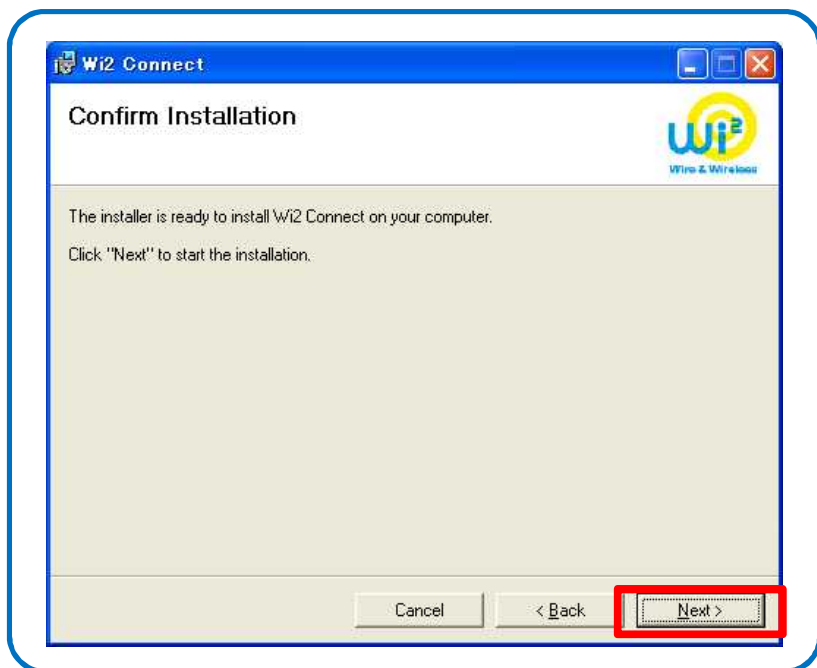 Wi2 Connect
Confirm Installation
Wi²
Wire & Wireless
The installer is ready to install Wi2 Connect on your computer.
Click "Next" to start the installation.
Cancel
< Back
Next >